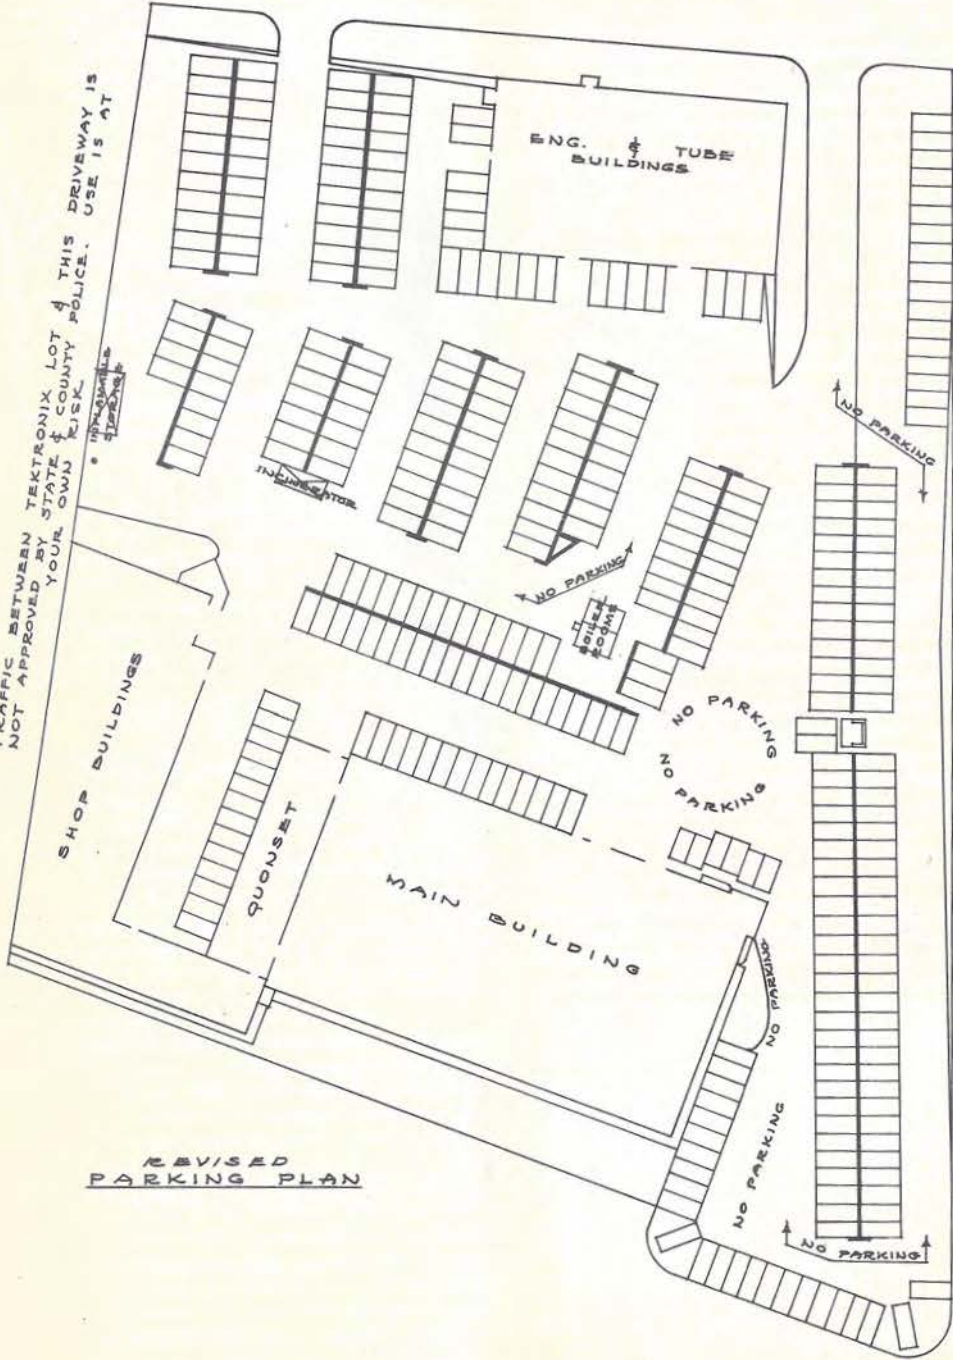 TRAFFIC BETWEEN TEKTRONIX LOT & THIS DRIVEWAY IS
NOT APPROVED BY STATE & COUNTY POLICE. USE IS AT
YOUR OWN RISK
ENG. & TUBE
BUILDINGS
INFLAMABLE
STORAGE
INCINERATOR
NO PARKING
NO PARKING
BOILER
ROOMS
NO PARKING
NO PARKING
SHOP BUILDINGS
QUONSET
MAIN BUILDING
NO PARKING
NO PARKING
NO PARKING
REVISED
PARKING PLAN